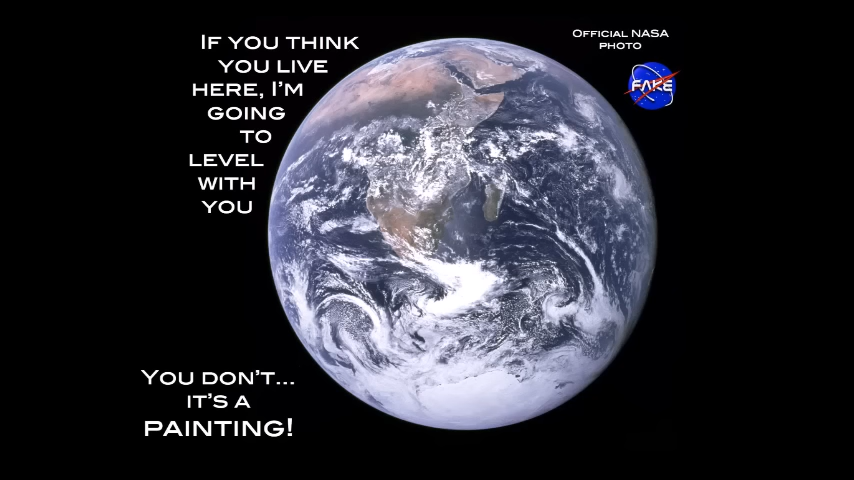 IF YOU THINK
YOU LIVE
HERE, I'M
GOING
TO
LEVEL
WITH
YOU
OFFICIAL NASA
PHOTO
FAKE
YOU DON'T...
IT'S A
PAINTING!